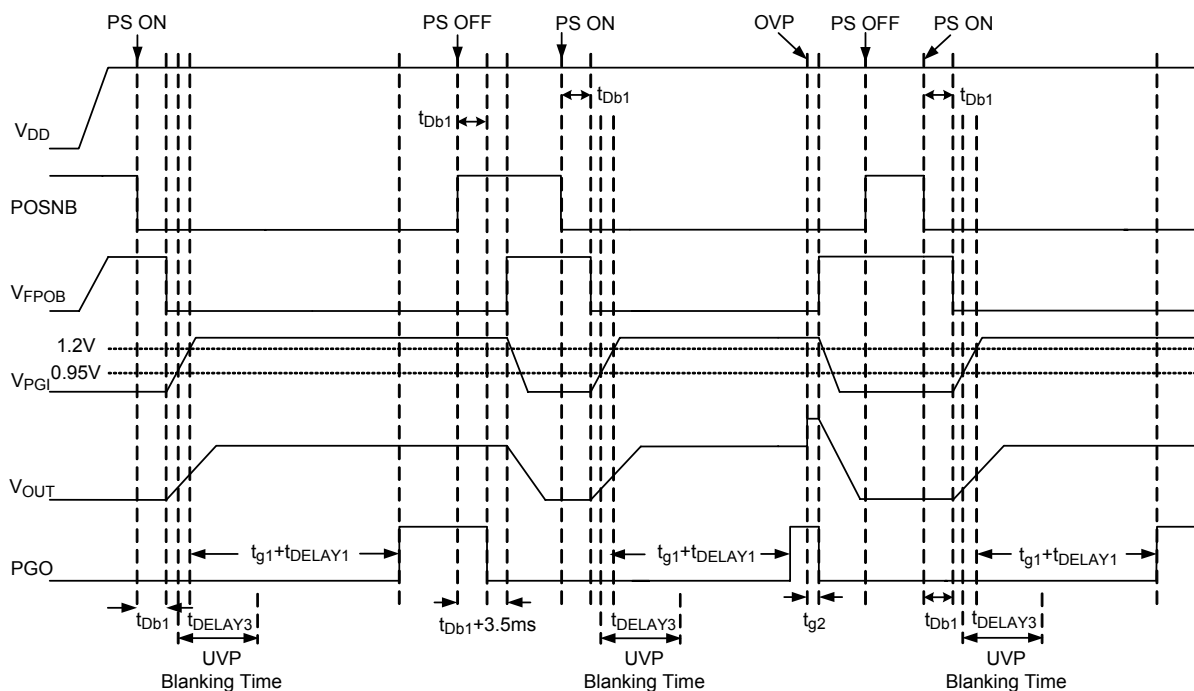 PS ON PS OFF PS ON OVP PS OFF PS ON
tDb1 tDb1
tDb1
VDD
POSNB
VFPOB
1.2V
0.95V
VPGI
VOUT
tg1+tDELAY1 tg1+tDELAY1 tg1+tDELAY1
PGO
tDb1 tDELAY3 tDb1+3.5ms tDELAY3 tg2 tDb1 tDELAY3
UVP UVP UVP
Blanking Time Blanking Time Blanking Time